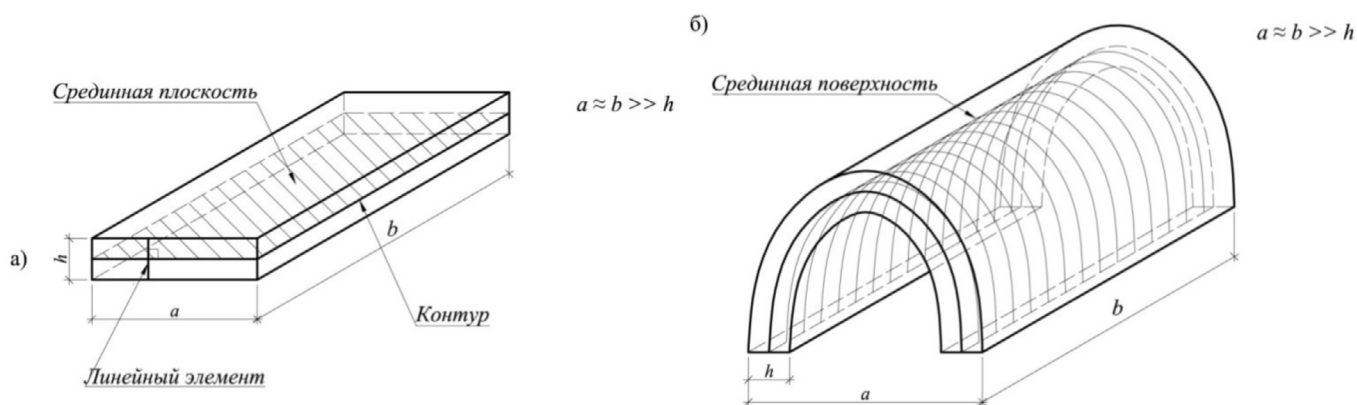 а)
Срединная плоскость
a ≈ b >> h
h
a
b
Контур
Линейный элемент
б)
a ≈ b >> h
Срединная поверхность
h
a
b